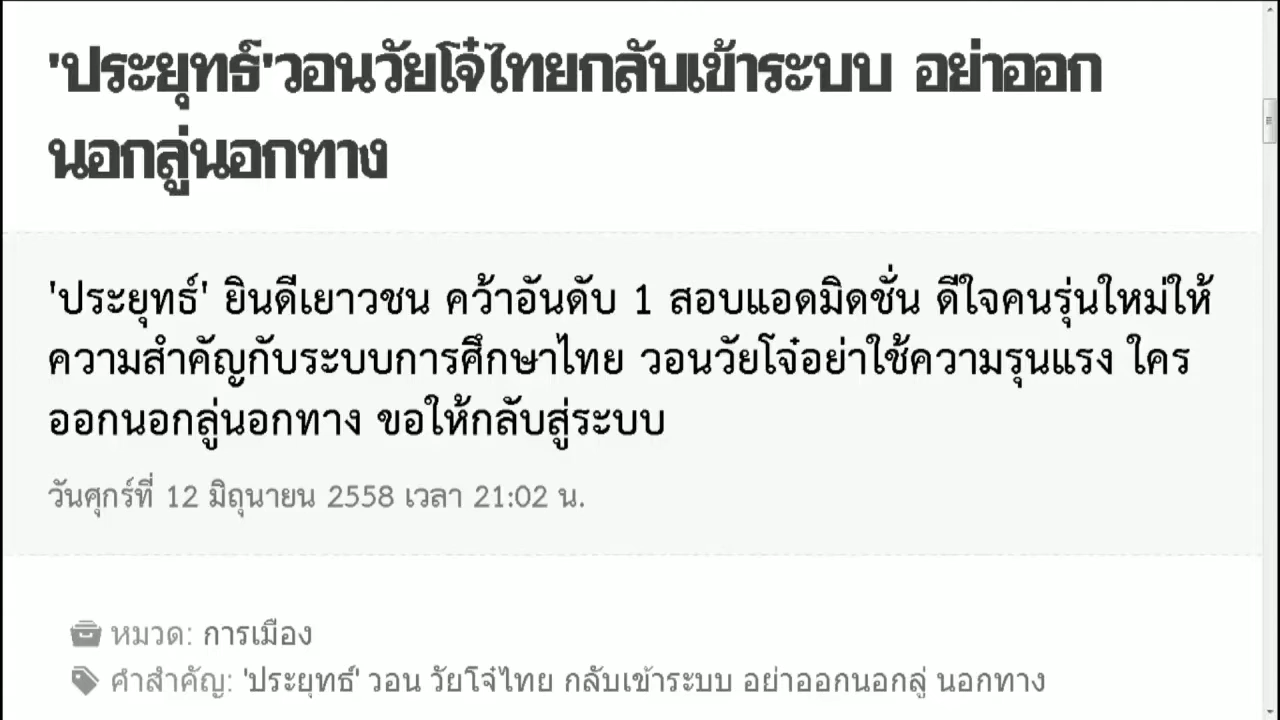 'ประยุทธ์'วอนวัยโจ๋ไทยกลับเข้าระบบ อย่าออก
นอกลู่นอกทาง
'ประยุทธ์' ยินดีเยาวชน คว้าอันดับ 1 สอบแอดมิดชั่น ดีใจคนรุ่นใหม่ให้
ความสำคัญกับระบบการศึกษาไทย วอนวัยโจ๋อย่าใช้ความรุนแรง ใคร
ออกนอกลู่นอกทาง ขอให้กลับสู่ระบบ
วันศุกร์ที่ 12 มิถุนายน 2558 เวลา 21:02 น.
หมวด: การเมือง
คำสำคัญ: 'ประยุทธ์' วอน วัยโจ๋ไทย กลับเข้าระบบ อย่าออกนอกลู่ นอกทาง